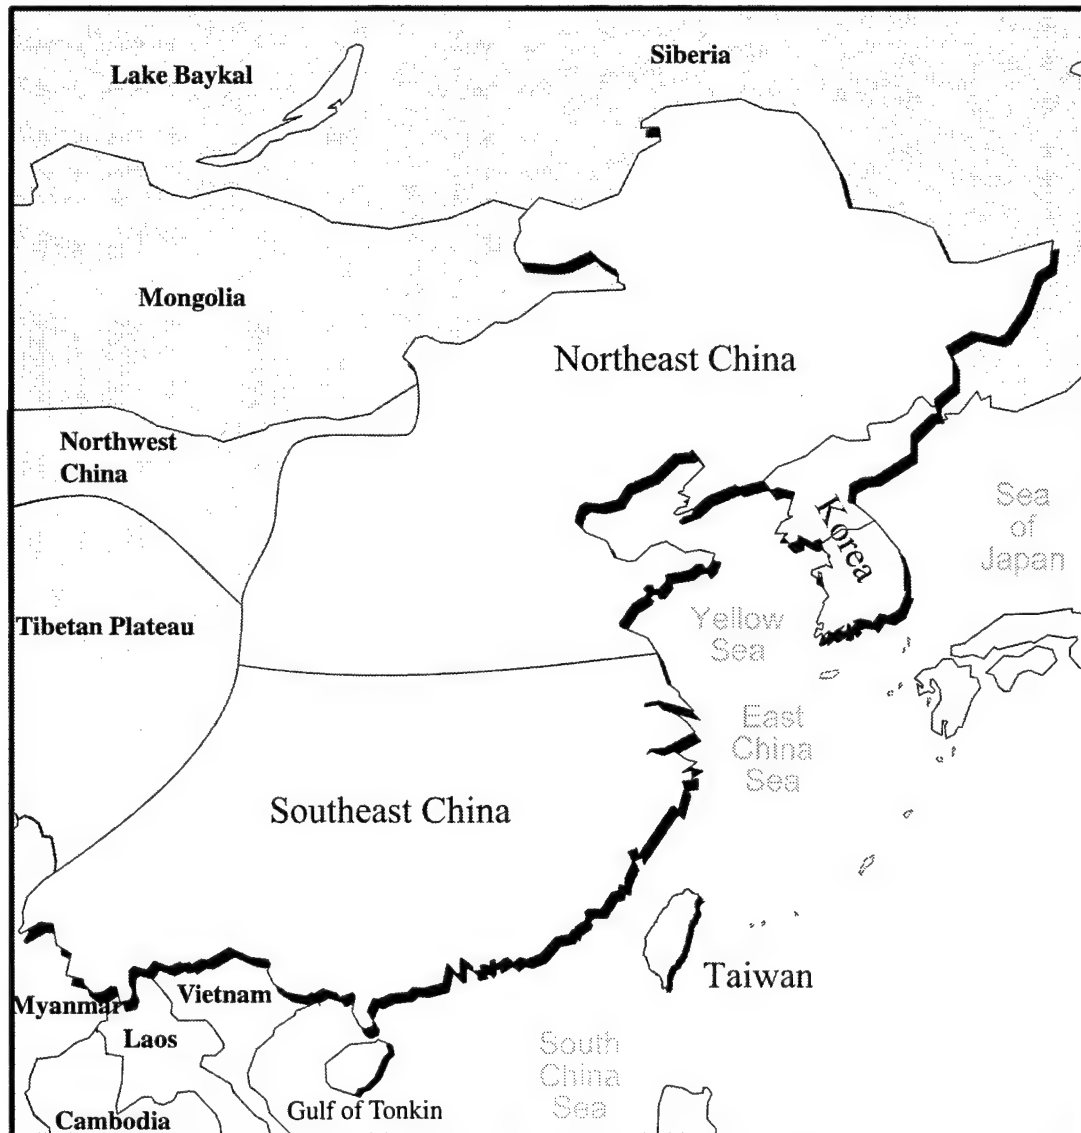 Siberia
Lake Baykal
Mongolia
Northeast China
Northwest
China
Sea
of
Japan
Korea
Tibetan Plateau
Yellow
Sea
East
China
Sea
Southeast China
Taiwan
Myanmar
Vietnam
Laos
South
China
Sea
Gulf of Tonkin
Cambodia